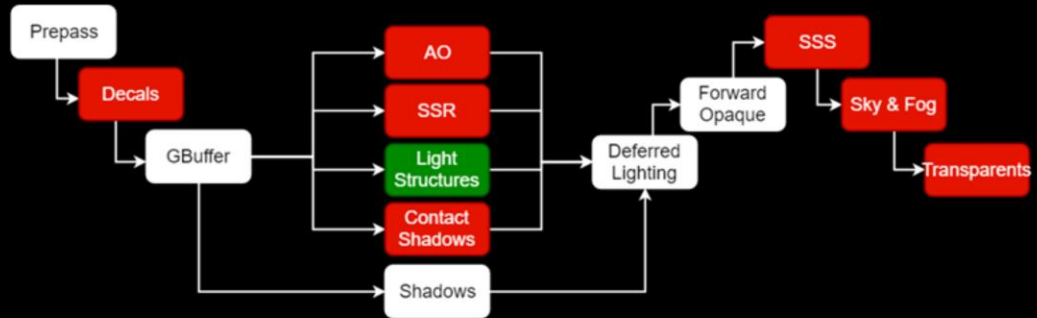 Prepass
Decals
GBuffer
AO
SSR
Light
Structures
Contact
Shadows
Shadows
Deferred
Lighting
Forward
Opaque
SSS
Sky & Fog
Transparents